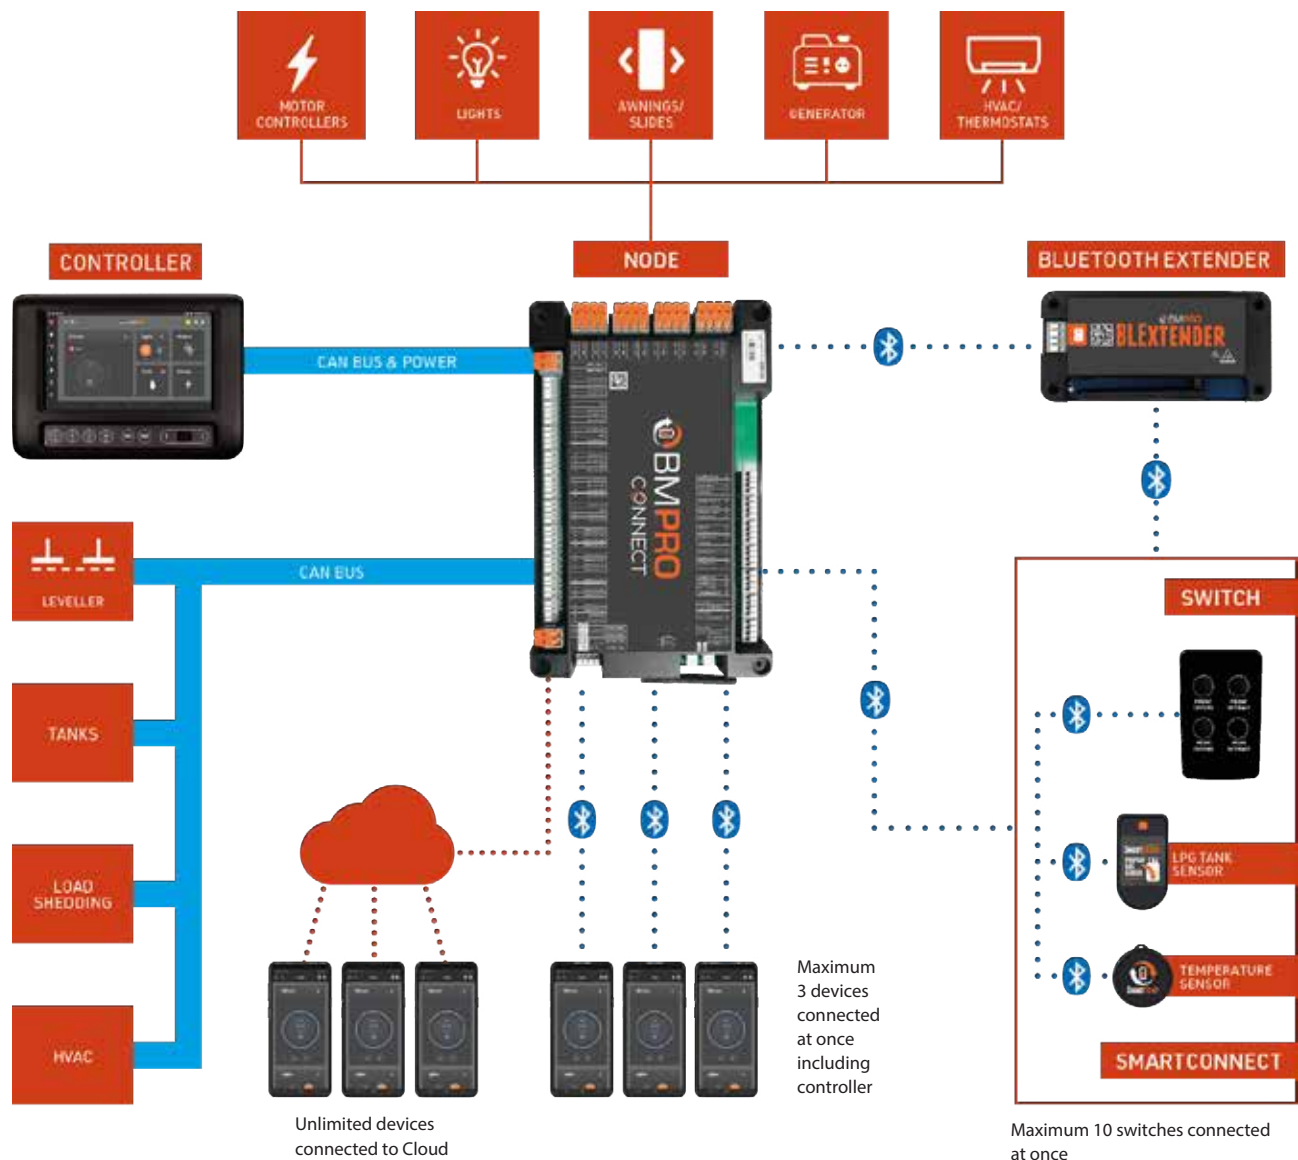 MOTOR
CONTROLLERS
LIGHTS
AWNINGS/
SLIDES
GENERATOR
HVAC/
THERMOSTATS
CONTROLLER
NODE
BLUETOOTH EXTENDER
BMPRO
BLEXTENDER
CAN BUS & POWER
BMPRO
CONNECT
LEVELLER
CAN BUS
SWITCH
TANKS
LPG TANK
SENSOR
LOAD
SHEDDING
TEMPERATURE
SENSOR
HVAC
SMARTCONNECT
Maximum
3 devices
connected
at once
including
controller
Unlimited devices
connected to Cloud
Maximum 10 switches connected
at once